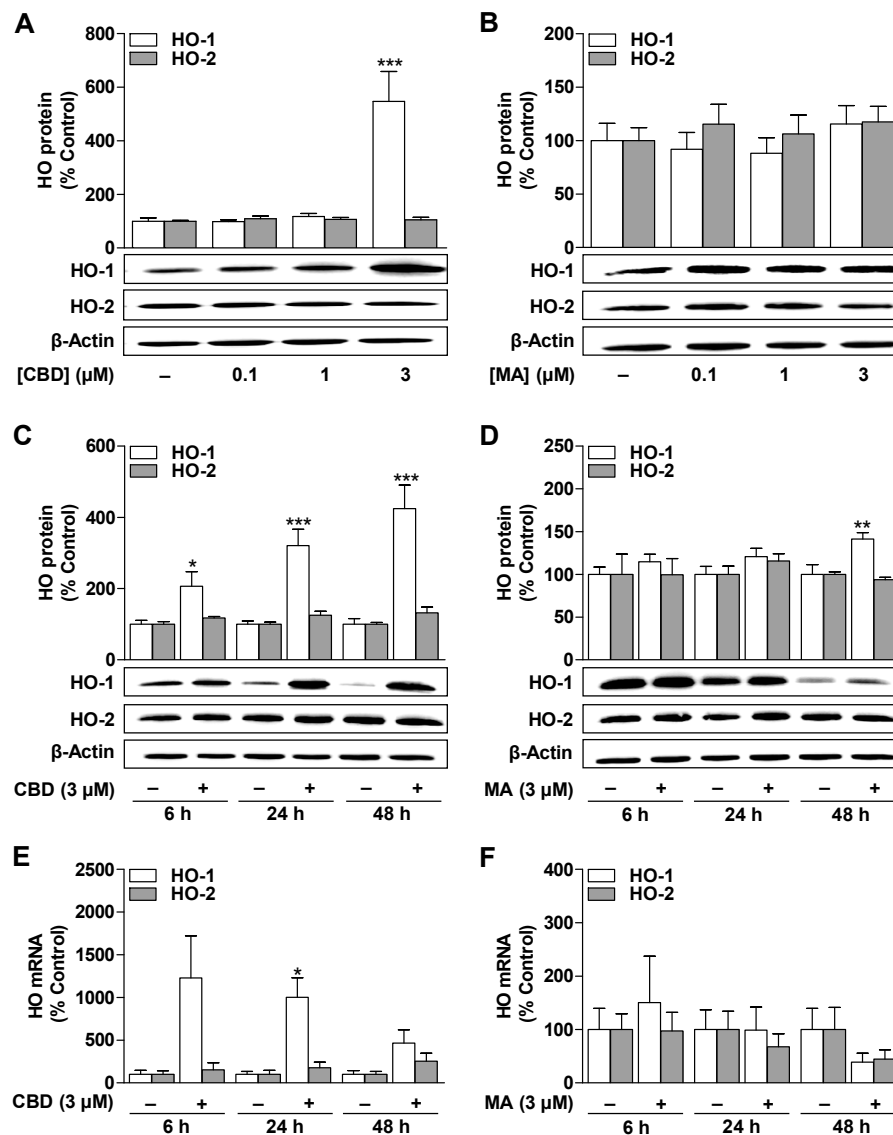 A
HO-1
HO-2
HO protein
(% Control)
800
600
400
200
0
***
HO-1
HO-2
β-Actin
[CBD] (μM)
– 0.1 1 3
B
HO-1
HO-2
HO protein
(% Control)
200
150
100
50
0
HO-1
HO-2
β-Actin
[MA] (μM)
– 0.1 1 3
C
HO-1
HO-2
HO protein
(% Control)
600
400
200
0
* *** ***
HO-1
HO-2
β-Actin
CBD (3 μM)
– + – + – +
6 h 24 h 48 h
D
HO-1
HO-2
HO protein
(% Control)
250
200
150
100
50
0
**
HO-1
HO-2
β-Actin
MA (3 μM)
– + – + – +
6 h 24 h 48 h
E
HO-1
HO-2
HO mRNA
(% Control)
2500
2000
1500
1000
500
0
*
CBD (3 μM)
– + – + – +
6 h 24 h 48 h
F
HO-1
HO-2
HO mRNA
(% Control)
400
300
200
100
0
MA (3 μM)
– + – + – +
6 h 24 h 48 h